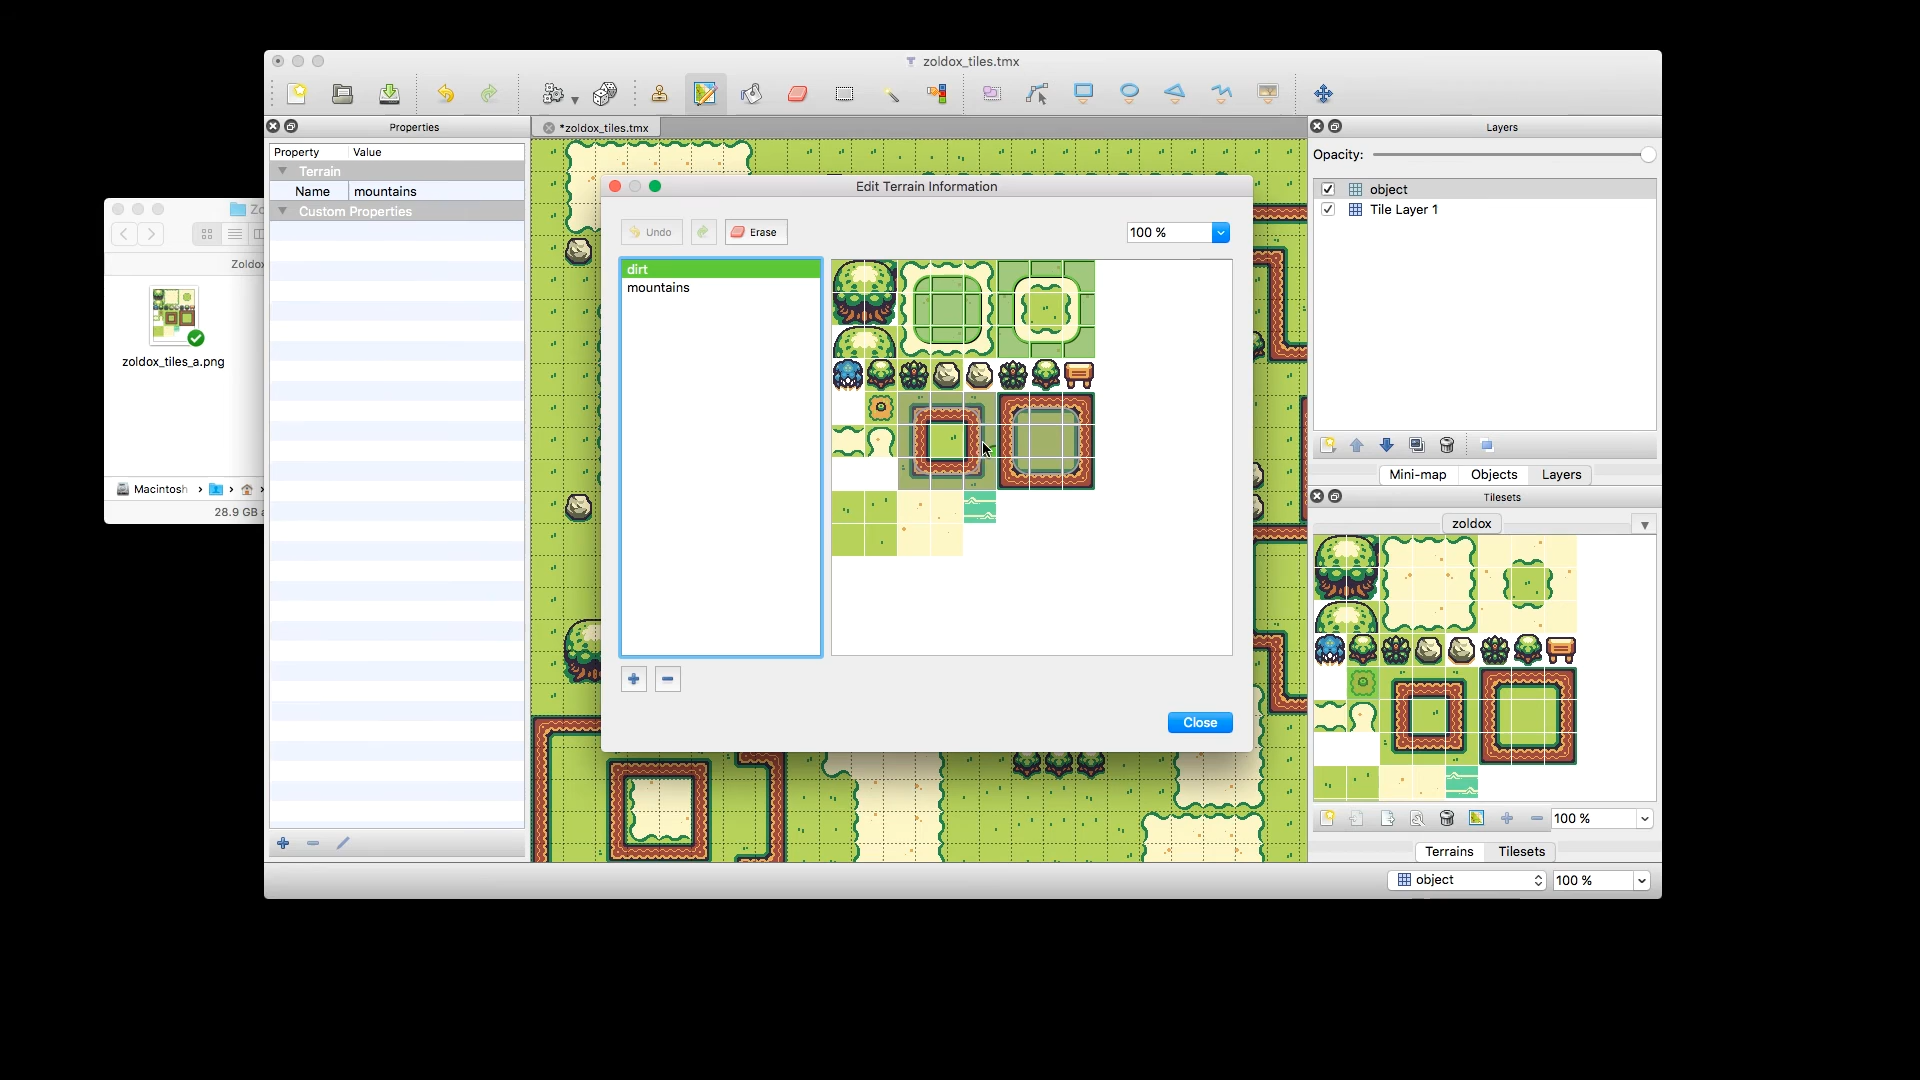 zoldox_tiles.tmx
Properties
*zoldox_tiles.tmx
Layers
Property Value
Opacity:
Terrain
Name mountains
Custom Properties
Edit Terrain Information
object
Tile Layer 1
Undo
Erase
100 %
Zoldox
dirt
mountains
zoldox_tiles_a.png
Macintosh
28.9 GB
Mini-map Objects Layers
Tilesets
zoldox
Close
100 %
Terrains Tilesets
object 100 %